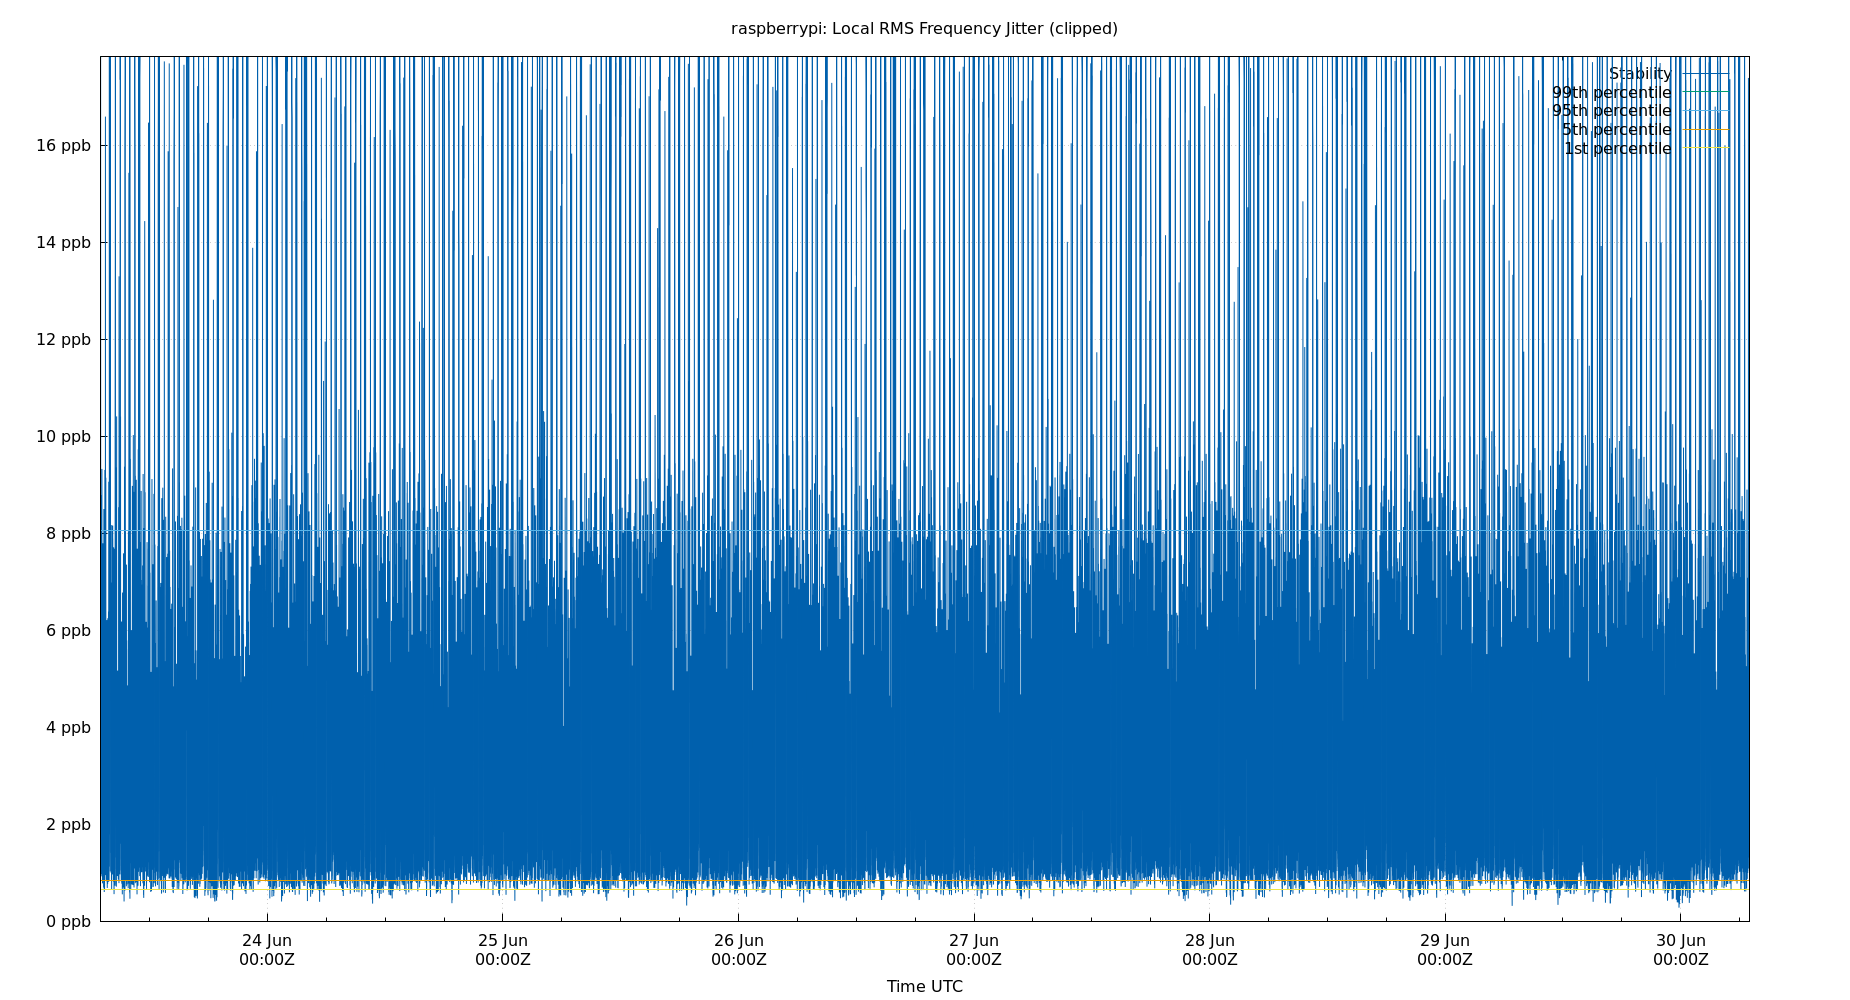 raspberrypi: Local RMS Frequency Jitter (clipped)
Stability
99th percentile
95th percentile
5th percentile
1st percentile
16 ppb
14 ppb
12 ppb
10 ppb
8 ppb
6 ppb
4 ppb
2 ppb
0 ppb
24 Jun 25 Jun 26 Jun 27 Jun 28 Jun 29 Jun 30 Jun
00:00Z 00:00Z 00:00Z 00:00Z 00:00Z 00:00Z 00:00Z
Time UTC